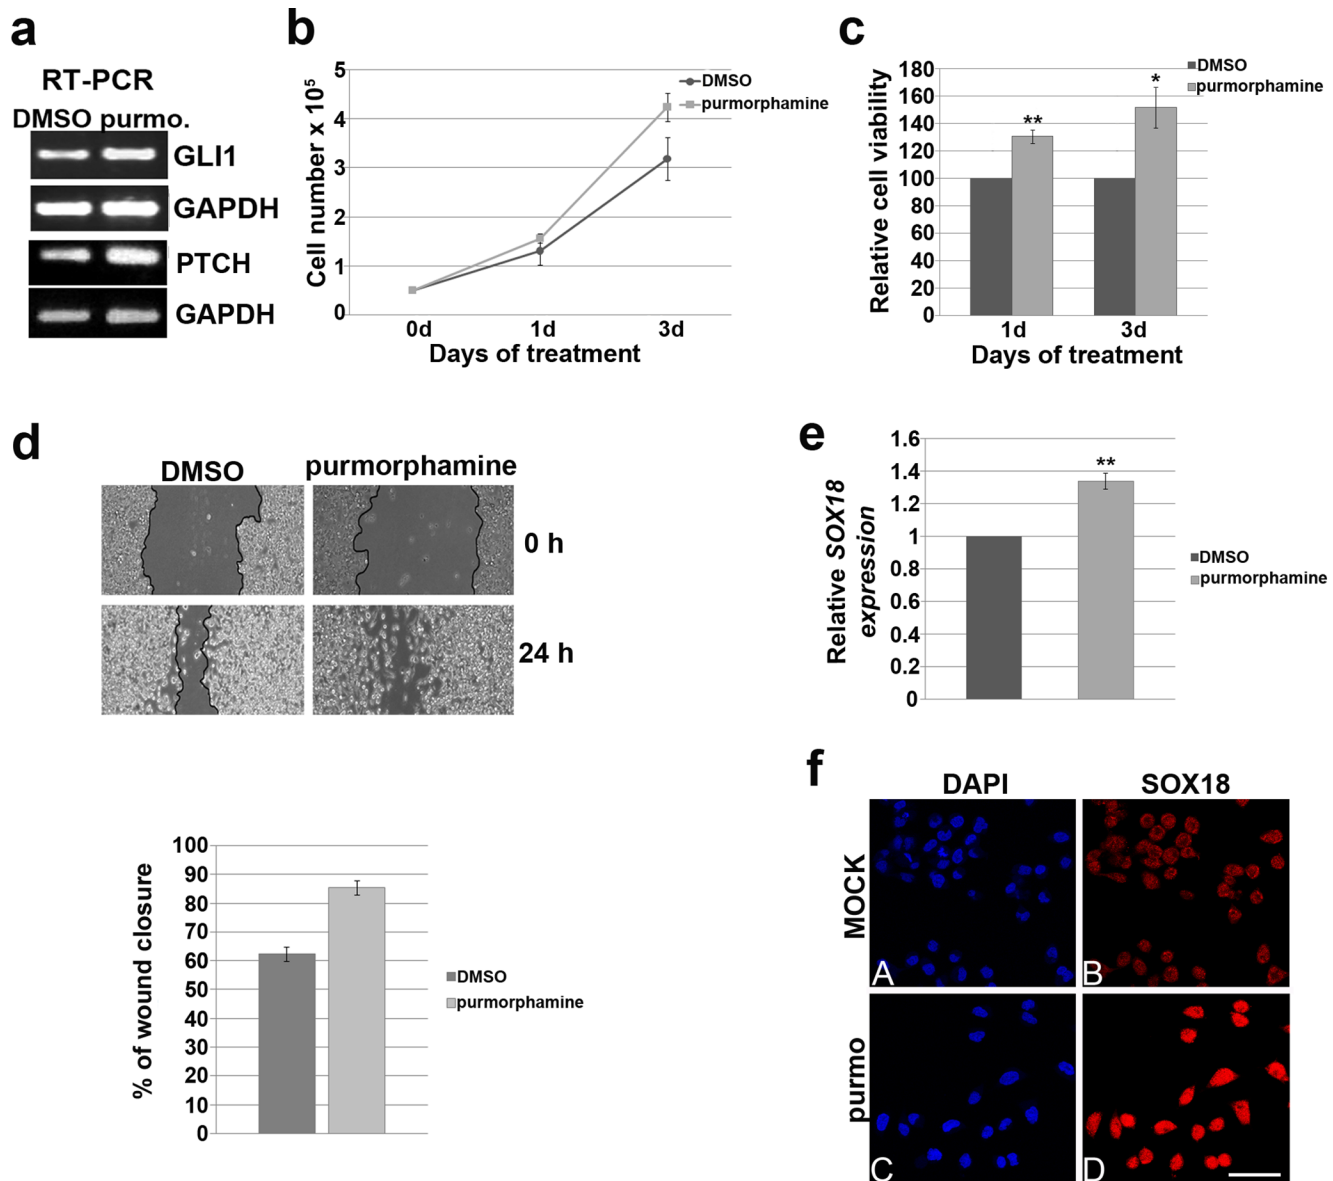 a
RT-PCR
DMSO purmo.
GLI1
GAPDH
PTCH
GAPDH
b
Cell number x 10⁵
5
4
3
2
1
0
0d 1d 3d
Days of treatment
DMSO
purmorphamine
c
Relative cell viability
180
160
140
120
100
80
60
40
20
0
** *
1d 3d
Days of treatment
DMSO
purmorphamine
d
DMSO purmorphamine
0 h
24 h
% of wound closure
100
90
80
70
60
50
40
30
20
10
0
DMSO
purmorphamine
e
Relative SOX18
expression
1.6
1.4
1.2
1
0.8
0.6
0.4
0.2
0
**
DMSO
purmorphamine
f
DAPI SOX18
MOCK
A B
purmo
C D